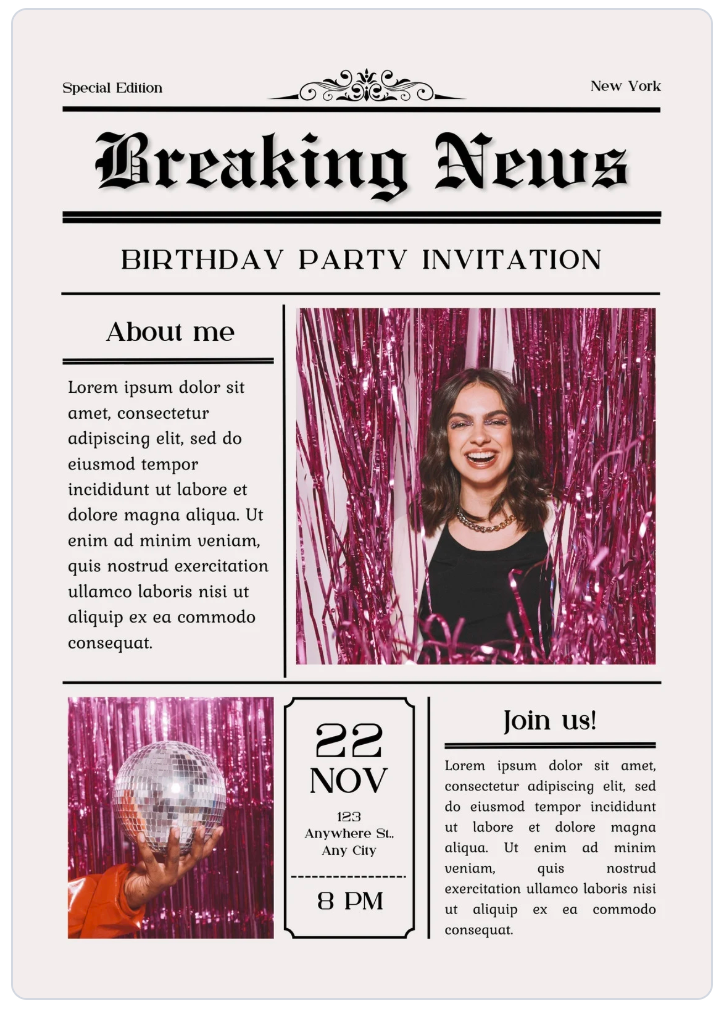 Special Edition
New York
Breaking News
BIRTHDAY PARTY INVITATION
About me
Lorem ipsum dolor sit
amet, consectetur
adipiscing elit, sed do
eiusmod tempor
incididunt ut labore et
dolore magna aliqua. Ut
enim ad minim veniam,
quis nostrud exercitation
ullamco laboris nisi ut
aliquip ex ea commodo
consequat.
22
NOV
123
Anywhere St..
Any City
8 PM
Join us!
Lorem ipsum dolor sit amet,
consectetur adipiscing elit, sed
do eiusmod tempor incididunt
ut labore et dolore magna
aliqua. Ut enim ad minim
veniam, quis nostrud
exercitation ullamco laboris nisi
ut aliquip ex ea commodo
consequat.